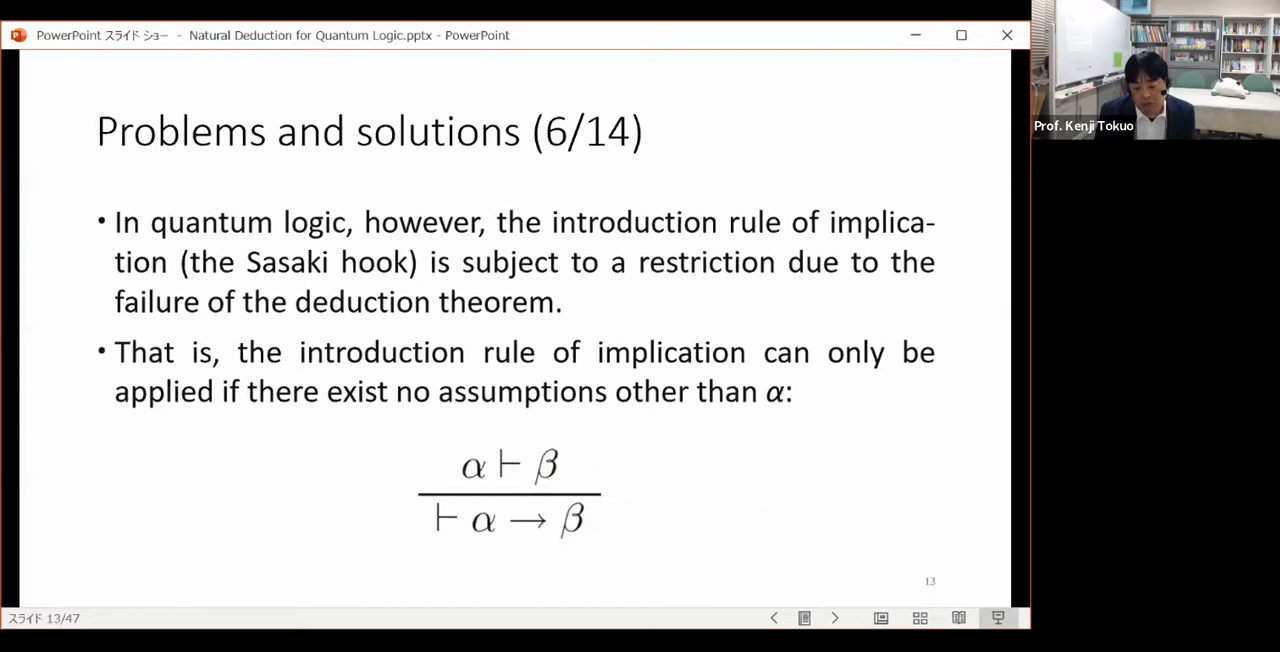 PowerPoint スライド ショー - Natural Deduction for Quantum Logic.pptx - PowerPoint
Prof. Kenji Tokuo
Problems and solutions (6/14)
• In quantum logic, however, the introduction rule of implica-
tion (the Sasaki hook) is subject to a restriction due to the
failure of the deduction theorem.
• That is, the introduction rule of implication can only be
applied if there exist no assumptions other than α:
α ⊢ β
⊢ α → β
13
スライド 13/47